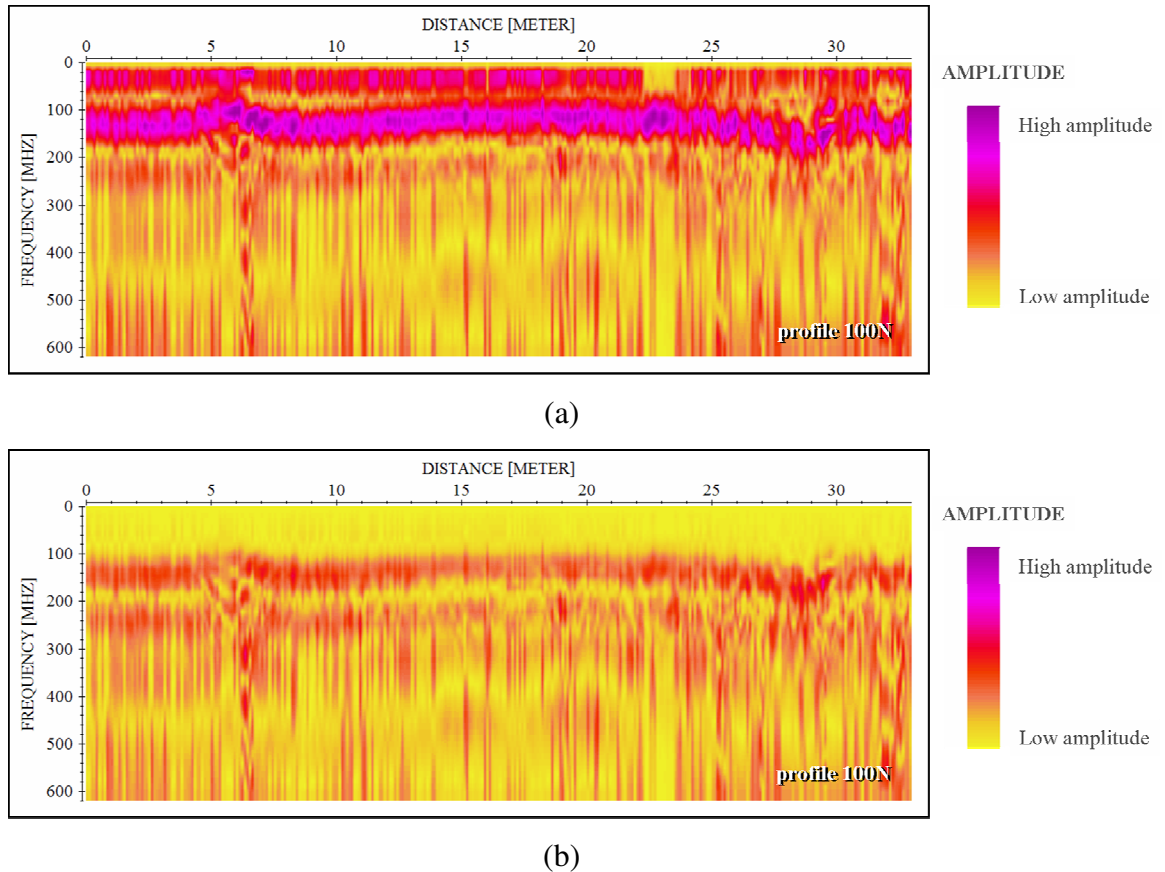 DISTANCE [METER]
0 5 10 15 20 25 30
AMPLITUDE
High amplitude
Low amplitude
FREQUENCY [MHZ]
0
100
200
300
400
500
600
profile 100N
(a)
DISTANCE [METER]
0 5 10 15 20 25 30
AMPLITUDE
High amplitude
Low amplitude
FREQUENCY [MHZ]
0
100
200
300
400
500
600
profile 100N
(b)